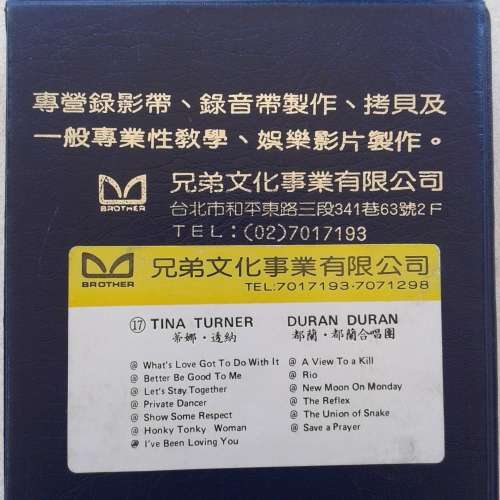 專營錄影帶、錄音帶製作、拷貝及
一般專業性教學、娛樂影片製作。
BROTHER
兄弟文化事業有限公司
台北市和平東路三段341巷63號2F
TEL:(02)7017193
BROTHER
兄弟文化事業有限公司
TEL:7017193·7071298
⑰ TINA TURNER
蒂娜·透納
@ What's Love Got To Do With It
@ Better Be Good To Me
@ Let's Stay Together
@ Private Dancer
@ Show Some Respect
@ Honky Tonky Woman
@ I've Been Loving You
DURAN DURAN
都蘭·都蘭合唱團
@ A View To a Kill
@ Rio
@ New Moon On Monday
@ The Reflex
@ The Union of Snake
@ Save a Prayer